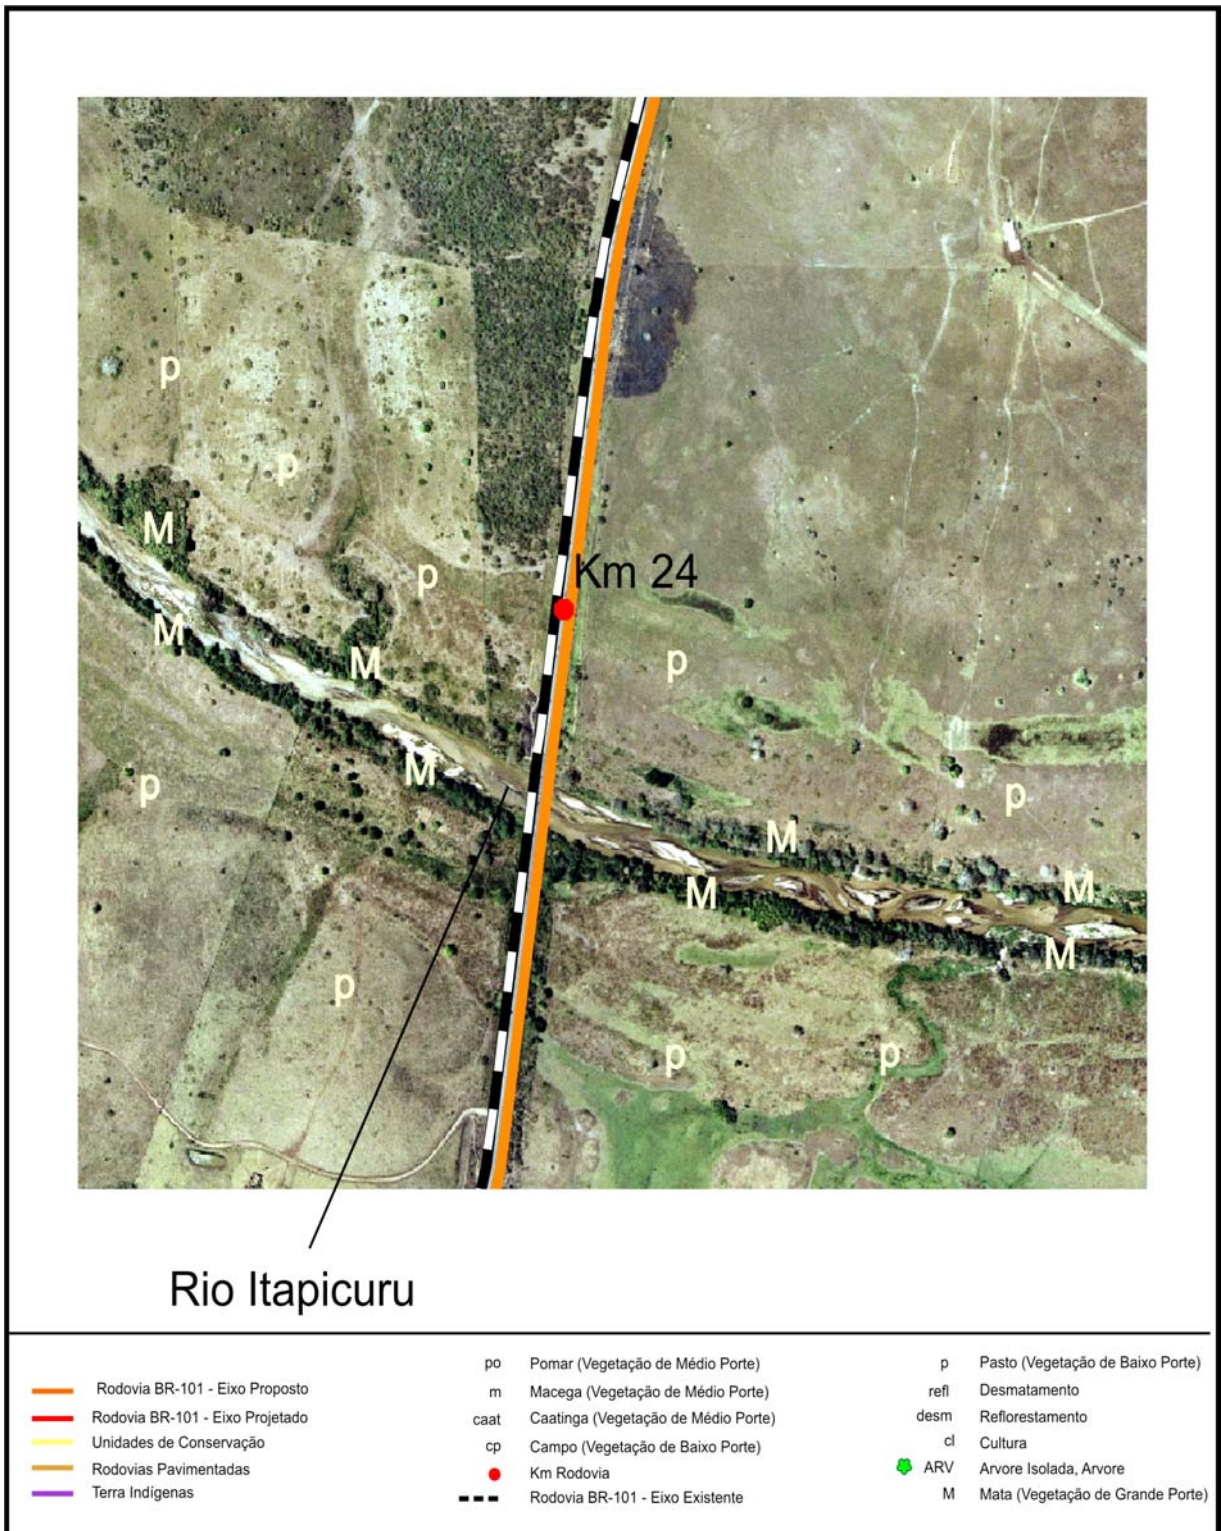 p
p
M
p
Km 24
M
M
p
M
p
p
M
M
M
M
p
p
p
Rio Itapicuru
Rodovia BR-101 - Eixo Proposto
Rodovia BR-101 - Eixo Projetado
Unidades de Conservação
Rodovias Pavimentadas
Terra Indígenas
po Pomar (Vegetação de Médio Porte)
m Macega (Vegetação de Médio Porte)
caat Caatinga (Vegetação de Médio Porte)
cp Campo (Vegetação de Baixo Porte)
Km Rodovia
Rodovia BR-101 - Eixo Existente
p Pasto (Vegetação de Baixo Porte)
refl Desmatamento
desm Reflorestamento
cl Cultura
ARV Arvore Isolada, Arvore
M Mata (Vegetação de Grande Porte)